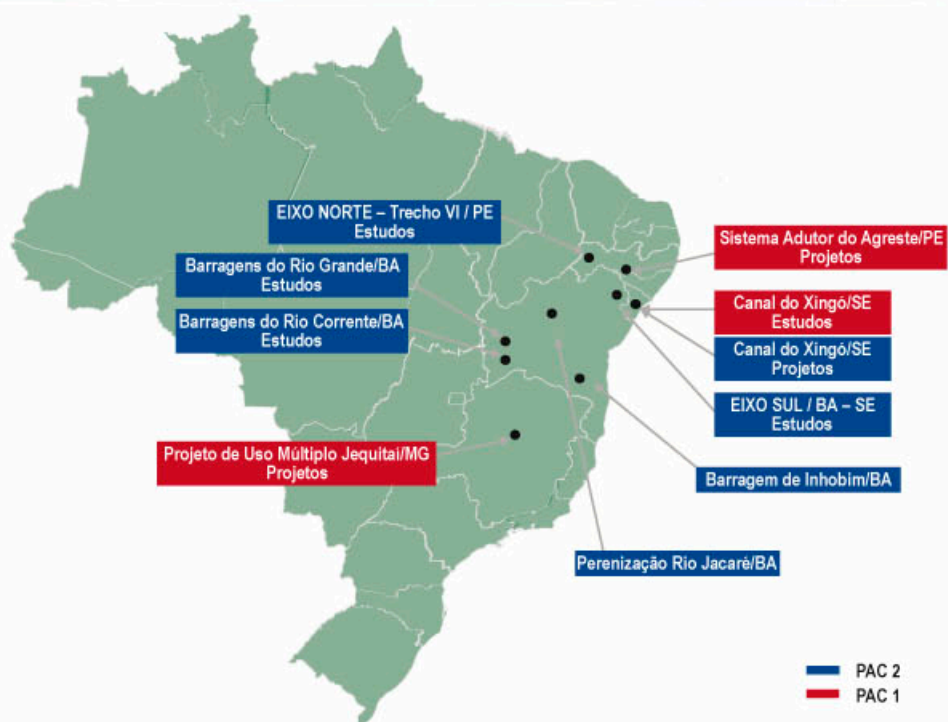 EIXO NORTE – Trecho VI / PE
Estudos
Sistema Adutor do Agreste/PE
Projetos
Barragens do Rio Grande/BA
Estudos
Canal do Xingó/SE
Estudos
Barragens do Rio Corrente/BA
Estudos
Canal do Xingó/SE
Projetos
EIXO SUL / BA – SE
Estudos
Projeto de Uso Múltiplo Jequitaí/MG
Projetos
Barragem de Inhobim/BA
Perenização Rio Jacaré/BA
PAC 2
PAC 1